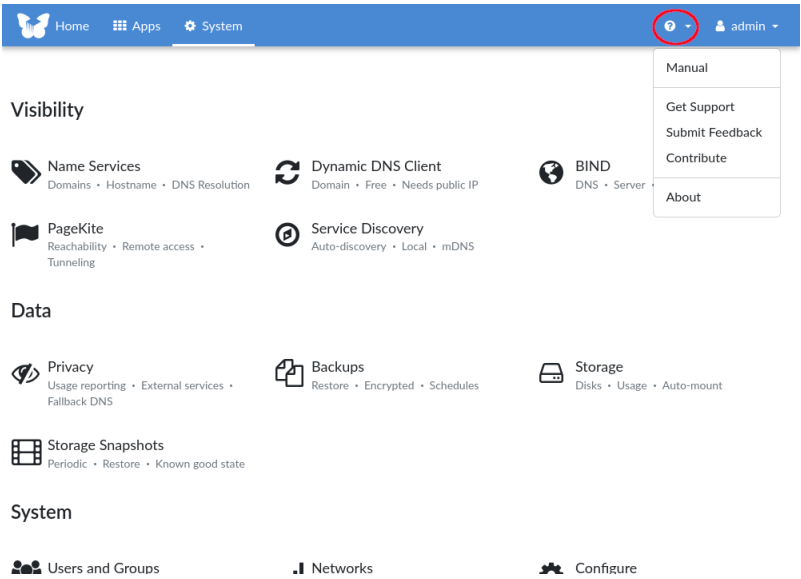 Home Apps System admin
Manual
Get Support
Submit Feedback
Contribute
About
Visibility
Name Services
Domains • Hostname • DNS Resolution
Dynamic DNS Client
Domain • Free • Needs public IP
BIND
DNS • Server •
PageKite
Reachability • Remote access •
Tunneling
Service Discovery
Auto-discovery • Local • mDNS
Data
Privacy
Usage reporting • External services •
Fallback DNS
Backups
Restore • Encrypted • Schedules
Storage
Disks • Usage • Auto-mount
Storage Snapshots
Periodic • Restore • Known good state
System
Users and Groups
Networks
Configure